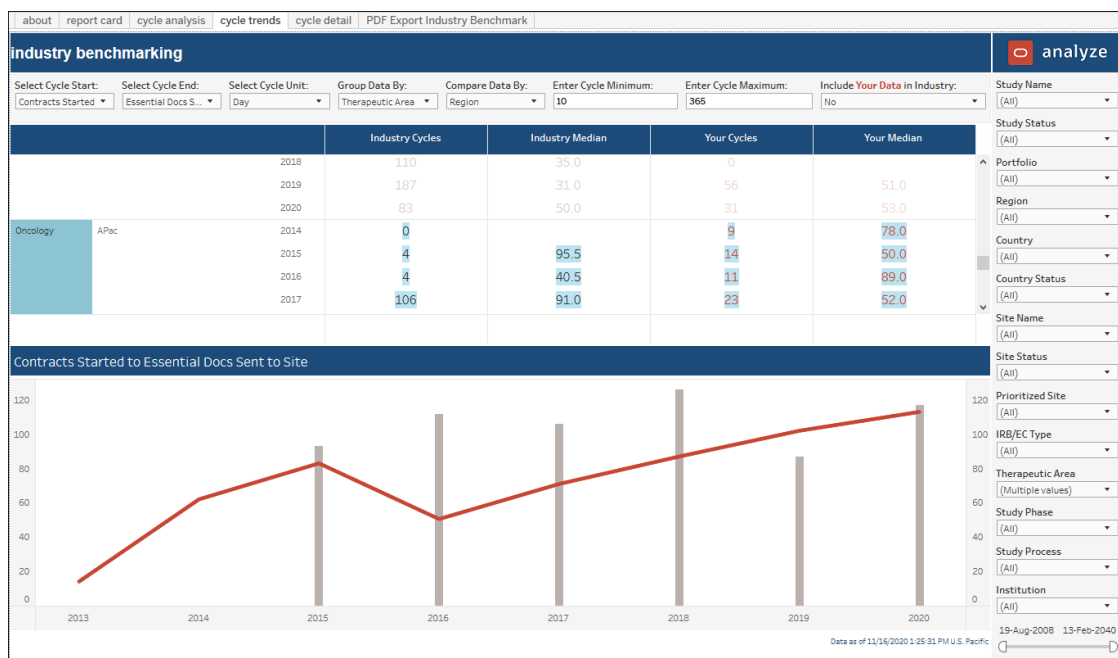 about report card cycle analysis cycle trends cycle detail PDF Export Industry Benchmark
industry benchmarking
analyze
Select Cycle Start: Select Cycle End: Select Cycle Unit: Group Data By: Compare Data By: Enter Cycle Minimum: Enter Cycle Maximum: Include Your Data in Industry:
Contracts Started Essential Docs S... Day Therapeutic Area Region 10 365 No
Industry Cycles Industry Median Your Cycles Your Median
2018 110 35.0 0
2019 187 31.0 56 51.0
2020 83 50.0 31 53.0
Oncology APac 2014 0 9 78.0
2015 4 95.5 14 50.0
2016 4 40.5 11 89.0
2017 106 91.0 23 52.0
Contracts Started to Essential Docs Sent to Site
120 120
100 100
80 80
60 60
40 40
20 20
0 0
2013 2014 2015 2016 2017 2018 2019 2020
Data as of 11/16/2020 1:25:31 PM U.S. Pacific
Study Name
(All)
Study Status
(All)
Portfolio
(All)
Region
(All)
Country
(All)
Country Status
(All)
Site Name
(All)
Site Status
(All)
Prioritized Site
(All)
IRB/EC Type
(All)
Therapeutic Area
(Multiple values)
Study Phase
(All)
Study Process
(All)
Institution
(All)
19-Aug-2008 13-Feb-2040